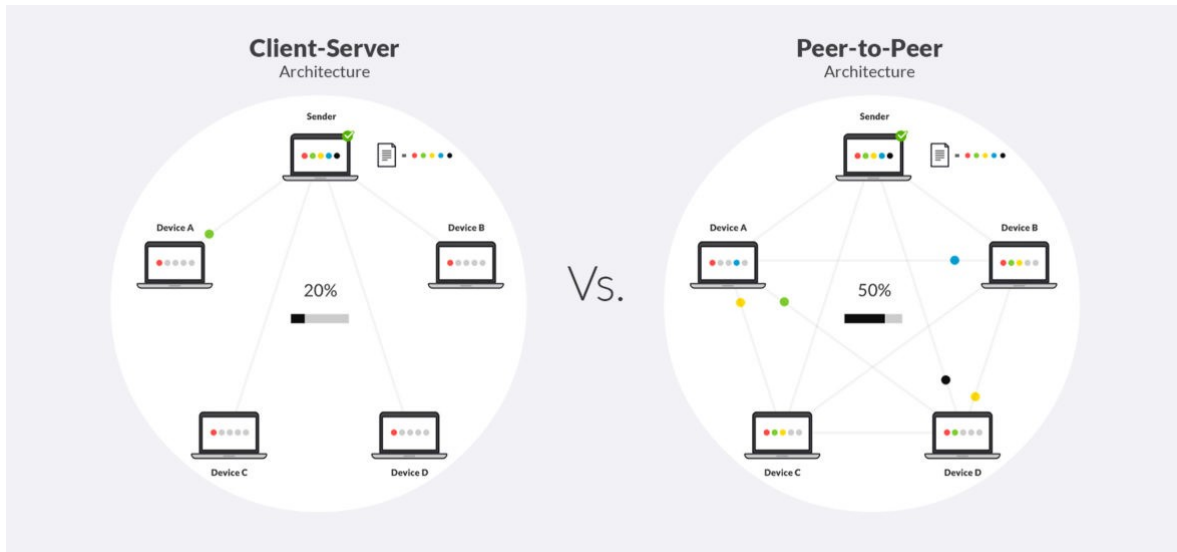 Client-Server
Architecture
Sender
=
Device A
Device B
20%
Device C
Device D
Vs.
Peer-to-Peer
Architecture
Sender
=
Device A
Device B
50%
Device C
Device D